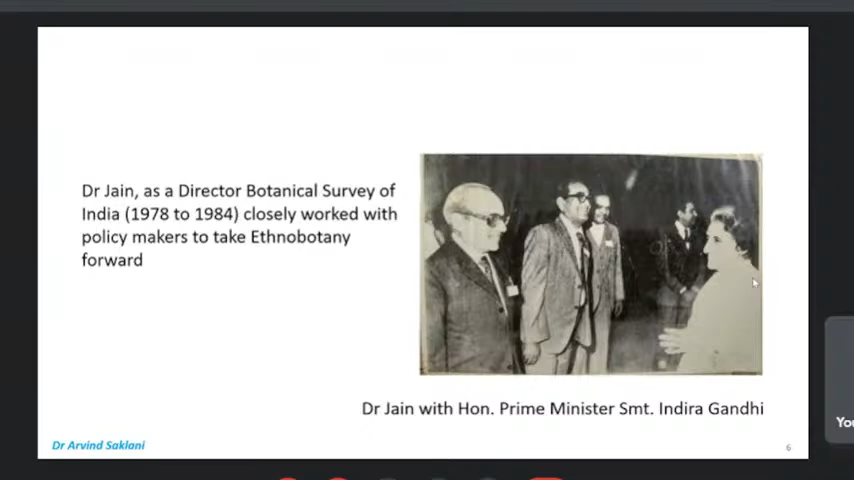 Dr Jain, as a Director Botanical Survey of
India (1978 to 1984) closely worked with
policy makers to take Ethnobotany
forward
Dr Jain with Hon. Prime Minister Smt. Indira Gandhi
Dr Arvind Saklani
6
You